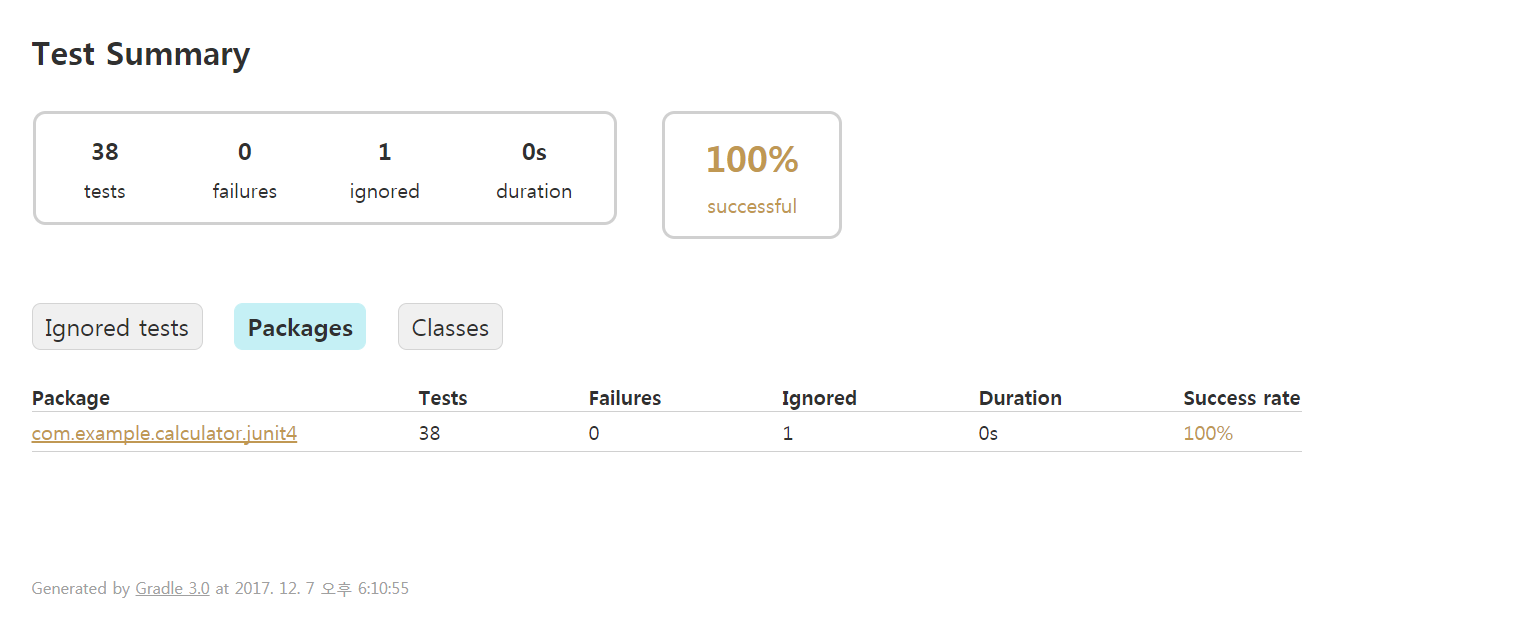 Test Summary
38 0 1 0s
tests failures ignored duration
100%
successful
Ignored tests Packages Classes
Package Tests Failures Ignored Duration Success rate
com.example.calculator.junit4 38 0 1 0s 100%
Generated by Gradle 3.0 at 2017. 12. 7 오후 6:10:55